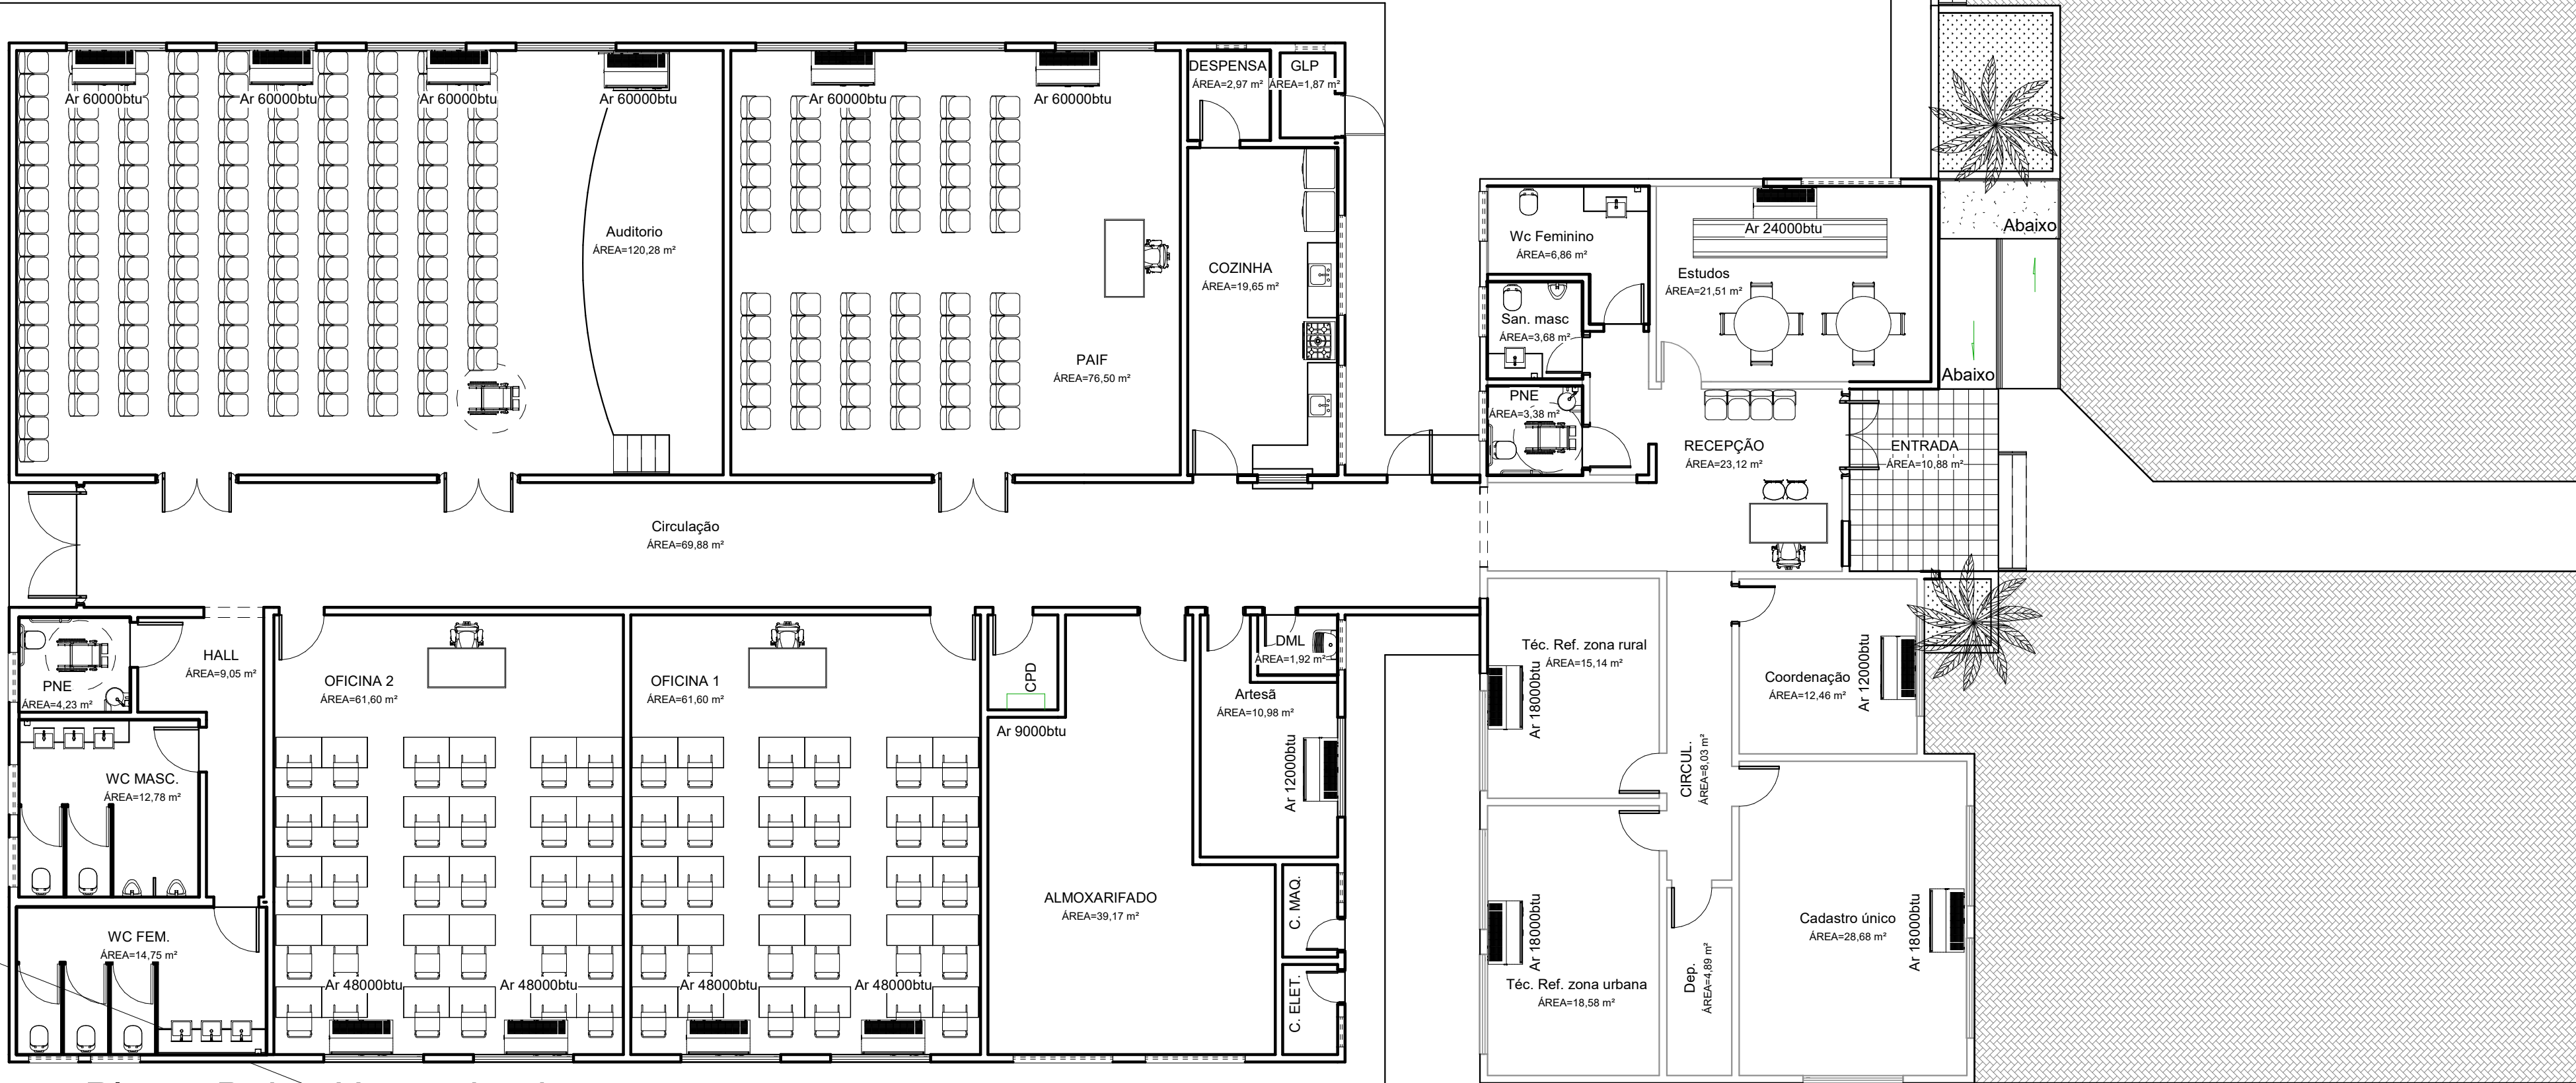 Ar 60000btu
Ar 60000btu
Ar 60000btu
Ar 60000btu
Ar 60000btu
Ar 60000btu
DESPENSA
ÁREA=2,97 m²
GLP
ÁREA=1,87 m²
Auditorio
ÁREA=120,28 m²
PAIF
ÁREA=76,50 m²
COZINHA
ÁREA=19,65 m²
Wc Feminino
ÁREA=6,86 m²
San. masc
ÁREA=3,68 m²
PNE
ÁREA=3,38 m²
Ar 24000btu
Estudos
ÁREA=21,51 m²
Abaixo
Abaixo
RECEPÇÃO
ÁREA=23,12 m²
ENTRADA
ÁREA=10,88 m²
Circulação
ÁREA=69,88 m²
HALL
ÁREA=9,05 m²
PNE
ÁREA=4,23 m²
WC MASC.
ÁREA=12,78 m²
WC FEM.
ÁREA=14,75 m²
OFICINA 2
ÁREA=61,60 m²
Ar 48000btu
Ar 48000btu
OFICINA 1
ÁREA=61,60 m²
Ar 48000btu
Ar 48000btu
CPD
Ar 9000btu
ALMOXARIFADO
ÁREA=39,17 m²
DML
ÁREA=1,92 m²
Artesã
ÁREA=10,98 m²
Ar 12000btu
C. MAQ.
C. ELET.
Téc. Ref. zona rural
ÁREA=15,14 m²
Ar 18000btu
Coordenação
ÁREA=12,46 m²
Ar 12000btu
CIRCUL.
ÁREA=8,03 m²
Téc. Ref. zona urbana
ÁREA=18,58 m²
Ar 18000btu
Dep.
ÁREA=4,89 m²
Cadastro único
ÁREA=28,68 m²
Ar 18000btu